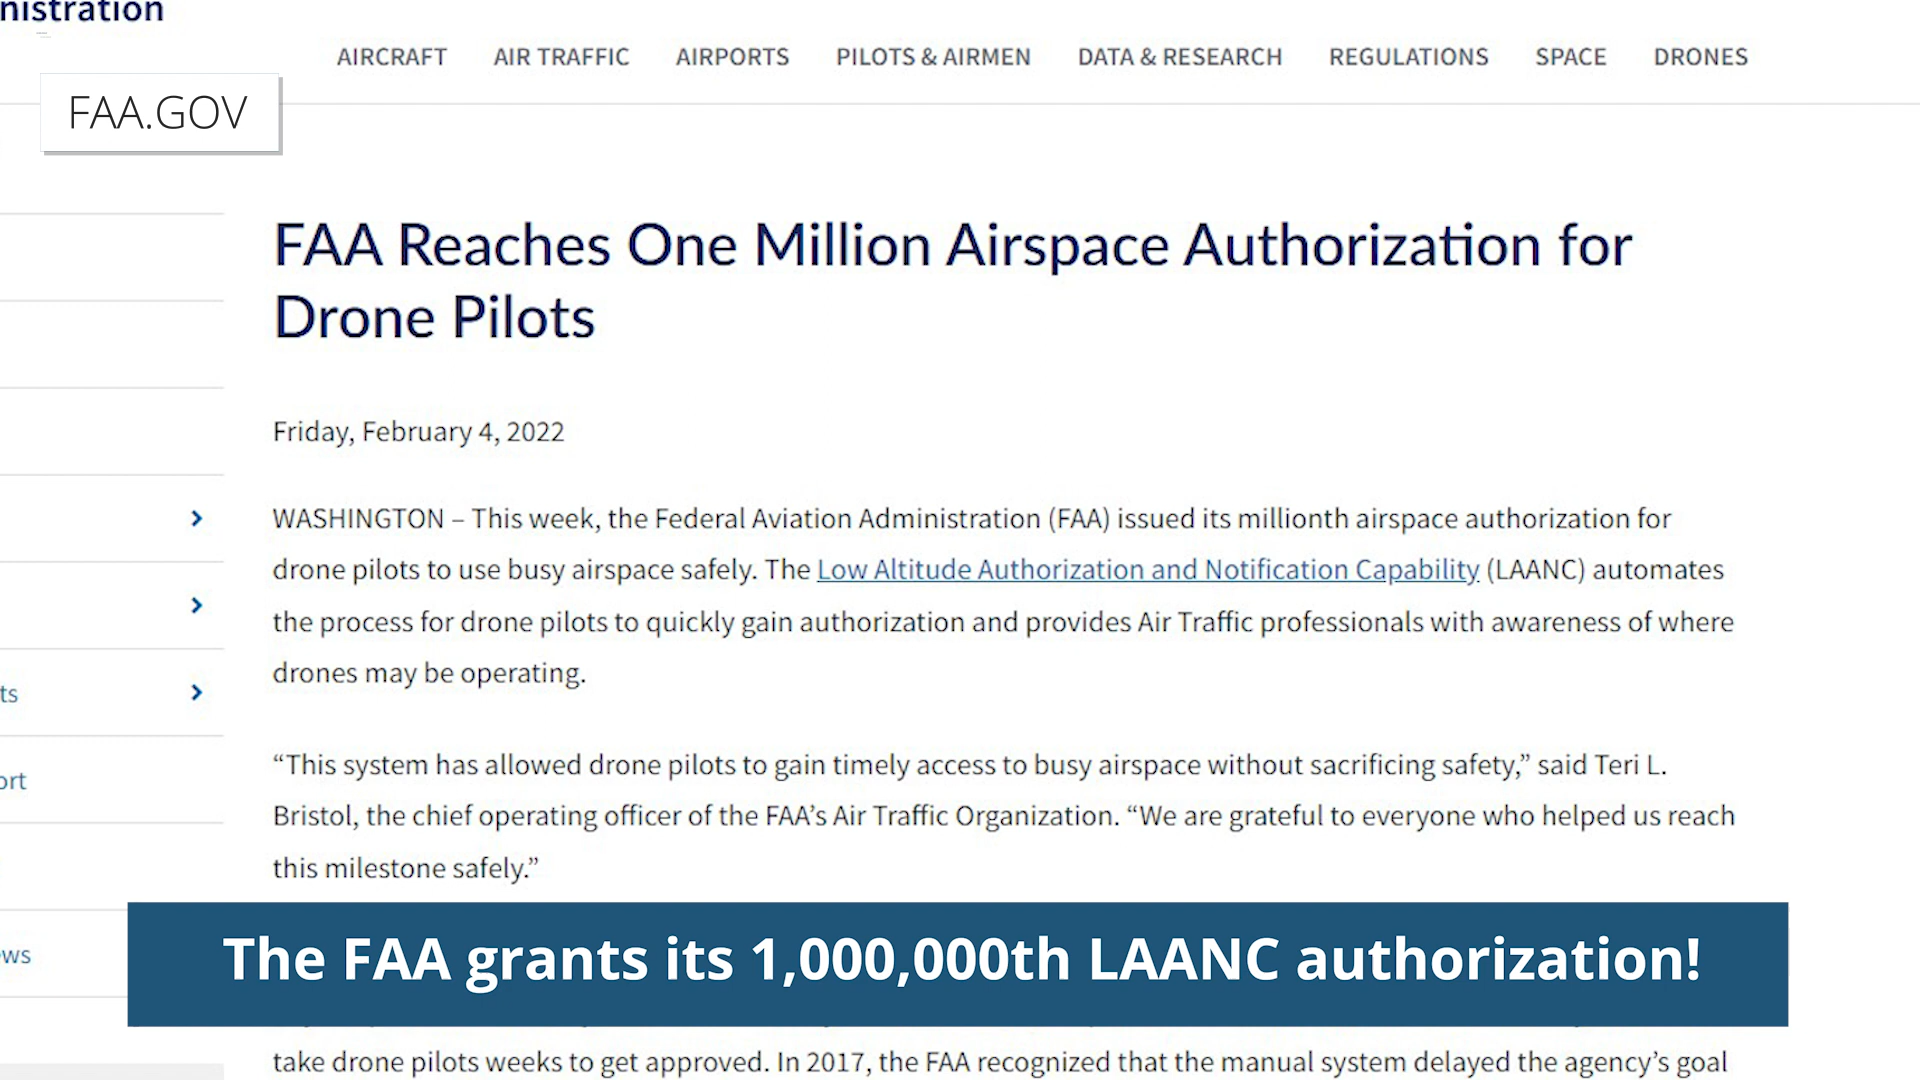 nistration
AIRCRAFT AIR TRAFFIC AIRPORTS PILOTS & AIRMEN DATA & RESEARCH REGULATIONS SPACE DRONES
FAA.GOV
FAA Reaches One Million Airspace Authorization for
Drone Pilots
Friday, February 4, 2022
WASHINGTON – This week, the Federal Aviation Administration (FAA) issued its millionth airspace authorization for
drone pilots to use busy airspace safely. The Low Altitude Authorization and Notification Capability (LAANC) automates
the process for drone pilots to quickly gain authorization and provides Air Traffic professionals with awareness of where
drones may be operating.
ts
“This system has allowed drone pilots to gain timely access to busy airspace without sacrificing safety,” said Teri L.
ort
Bristol, the chief operating officer of the FAA’s Air Traffic Organization. “We are grateful to everyone who helped us reach
this milestone safely.”
ws
The FAA grants its 1,000,000th LAANC authorization!
take drone pilots weeks to get approved. In 2017, the FAA recognized that the manual system delayed the agency’s goal